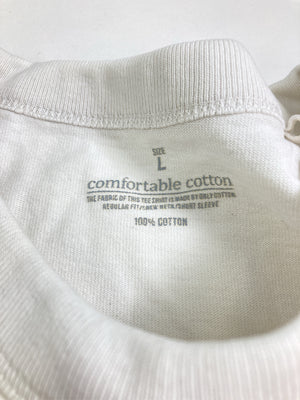 SIZE
L
comfortable cotton
THE FABRIC OF THIS TEE SHIRT IS MADE BY ONLY COTTON.
REGULAR FIT/CREW NETK/SHORT SLEEVE
100% COTTON